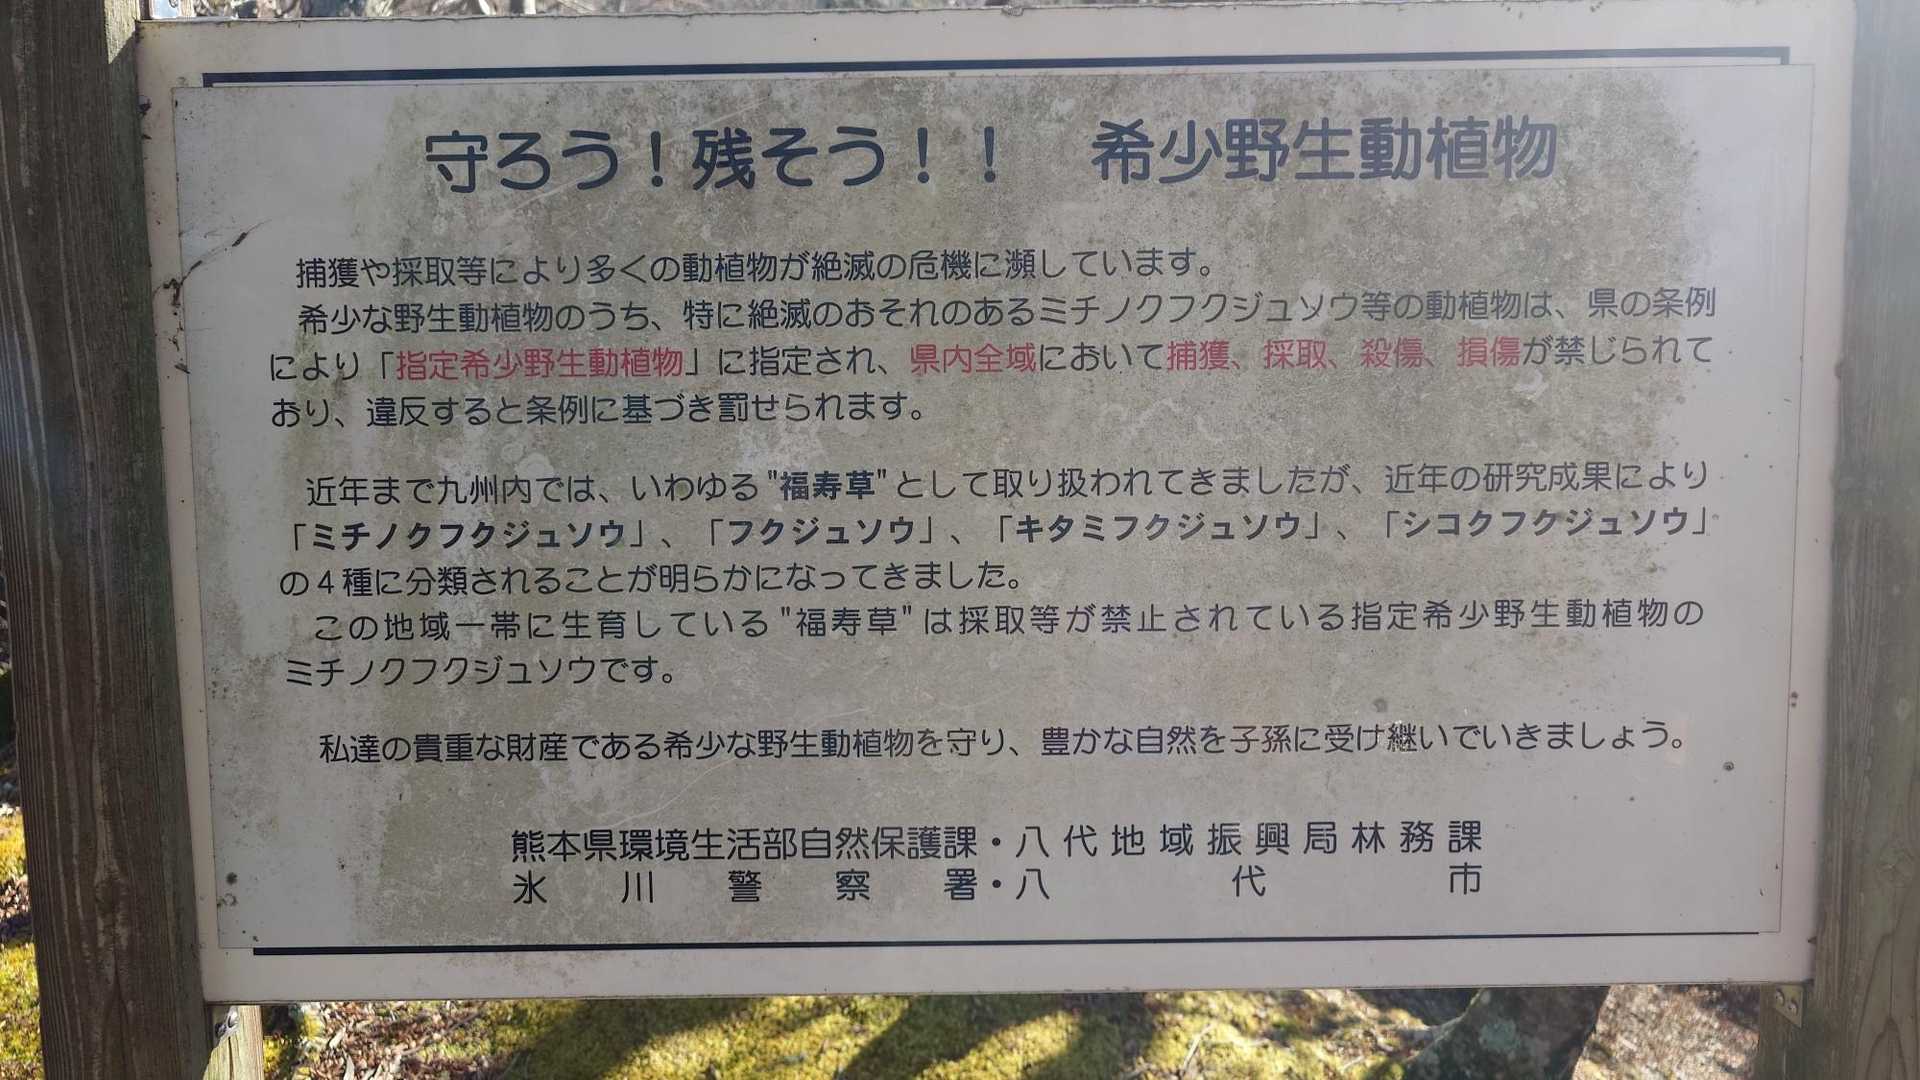 守ろう！残そう！！　希少野生動植物
捕獲や採取等により多くの動植物が絶滅の危機に瀕しています。
希少な野生動植物のうち、特に絶滅のおそれのあるミチノクフクジュソウ等の動植物は、県の条例
により「指定希少野生動植物」に指定され、県内全域において捕獲、採取、殺傷、損傷が禁じられて
おり、違反すると条例に基づき罰せられます。
近年まで九州内では、いわゆる"福寿草"として取り扱われてきましたが、近年の研究成果により
「ミチノクフクジュソウ」、「フクジュソウ」、「キタミフクジュソウ」、「シコクフクジュソウ」
の４種に分類されることが明らかになってきました。
この地域一帯に生育している"福寿草"は採取等が禁止されている指定希少野生動植物の
ミチノクフクジュソウです。
私達の貴重な財産である希少な野生動植物を守り、豊かな自然を子孫に受け継いでいきましょう。
熊本県環境生活部自然保護課・八代地域振興局林務課
氷川警察署・八代市